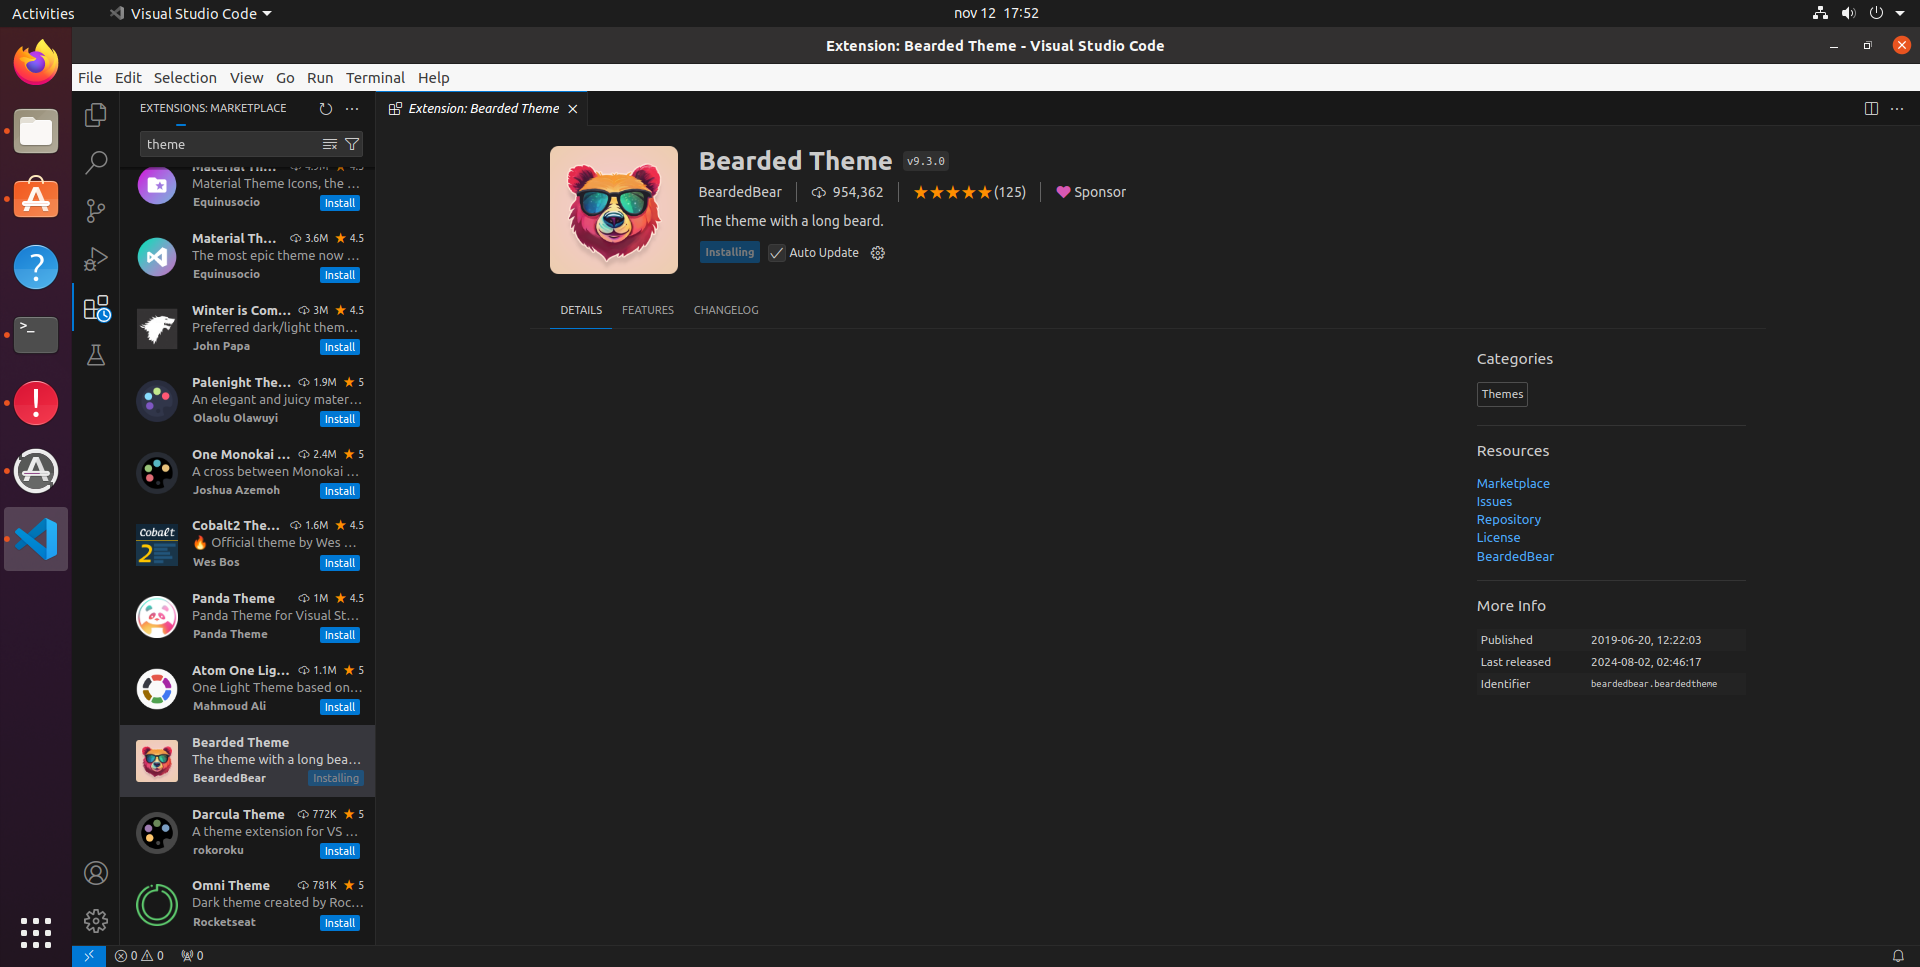 Activities
Visual Studio Code
nov 12 17:52
Extension: Bearded Theme - Visual Studio Code
File Edit Selection View Go Run Terminal Help
EXTENSIONS: MARKETPLACE
theme
Material Thi... 4.9M 4.5
Material Theme Icons, the ...
Equinusocio
Install
Material Th... 3.6M 4.5
The most epic theme now ...
Equinusocio
Install
Winter is Com... 3M 4.5
Preferred dark/light them...
John Papa
Install
Palenight The... 1.9M 5
An elegant and juicy mater...
Olaolu Olawuyi
Install
One Monokai ... 2.4M 5
A cross between Monokai ...
Joshua Azemoh
Install
Cobalt
2
Cobalt2 The... 1.6M 4.5
🔥 Official theme by Wes ...
Wes Bos
Install
Panda Theme 1M 4.5
Panda Theme for Visual St...
Panda Theme
Install
Atom One Lig... 1.1M 5
One Light Theme based on...
Mahmoud Ali
Install
Bearded Theme
The theme with a long bea...
BeardedBear
Installing
Darcula Theme 772K 5
A theme extension for VS ...
rokoroku
Install
Omni Theme 781K 5
Dark theme created by Roc...
Rocketseat
Install
Extension: Bearded Theme
Bearded Theme v9.3.0
BeardedBear 954,362 (125) Sponsor
The theme with a long beard.
Installing Auto Update
DETAILS FEATURES CHANGELOG
Categories
Themes
Resources
Marketplace
Issues
Repository
License
BeardedBear
More Info
Published 2019-06-20, 12:22:03
Last released 2024-08-02, 02:46:17
Identifier beardedbear.beardedtheme
0 0 0